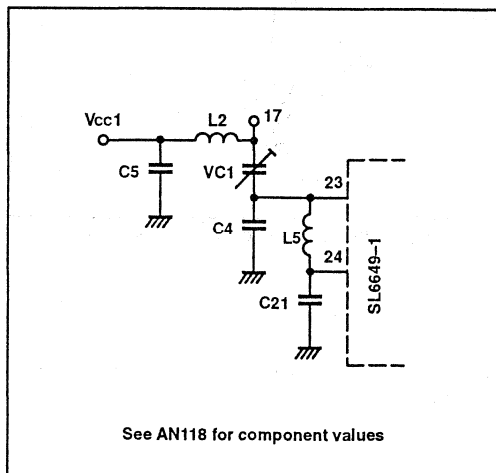 Vcc1
L2
17
C5
VC1
23
C4
L5
24
C21
SL6649-1
See AN118 for component values